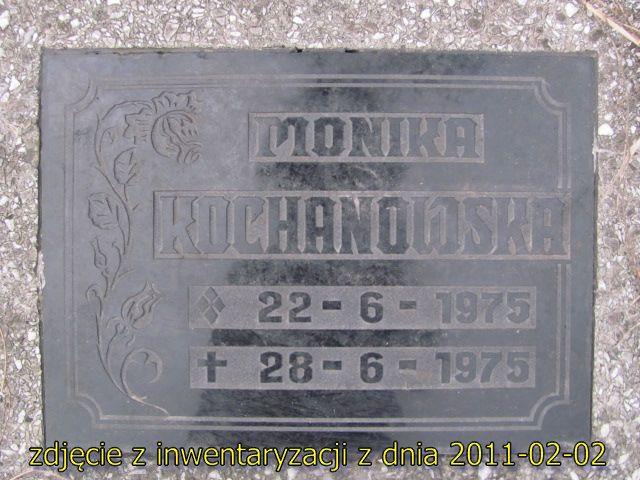 MONIKA
KOCHANOWSKA
22-6-1975
✝ 28-6-1975
zdjęcie z inwentaryzacji z dnia 2011-02-02